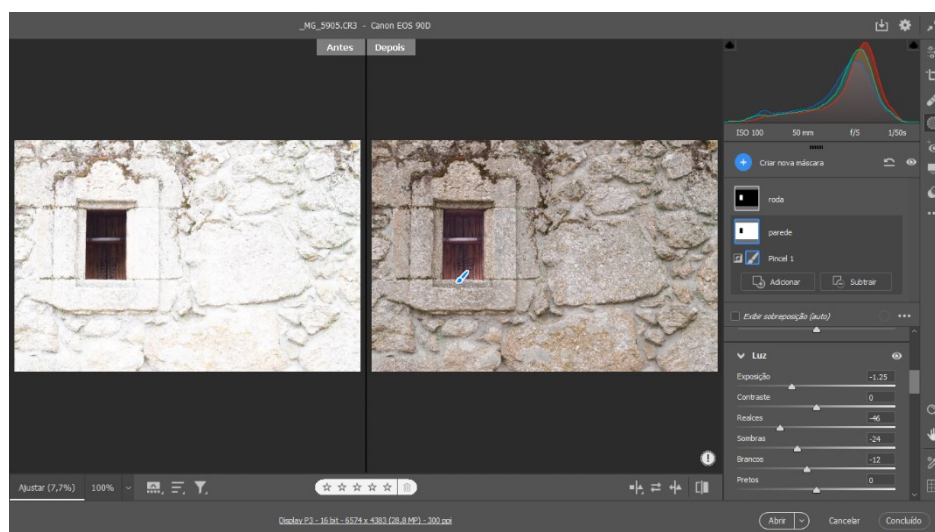 _MG_5905.CR3 - Canon EOS 90D
Antes Depois
ISO 100 50 mm f/5 1/50s
Criar nova máscara
roda
parede
Pincel 1
Adicionar Subtrair
Exibir sobreposição (auto)
Luz
Exposição -1.25
Contraste 0
Realces -46
Sombras -24
Brancos -12
Pretos 0
Ajustar (7,7%) 100%
Display P3 - 16 bit - 6574 x 4383 (28,8 MP) - 300 ppi
Abrir Cancelar Concluído